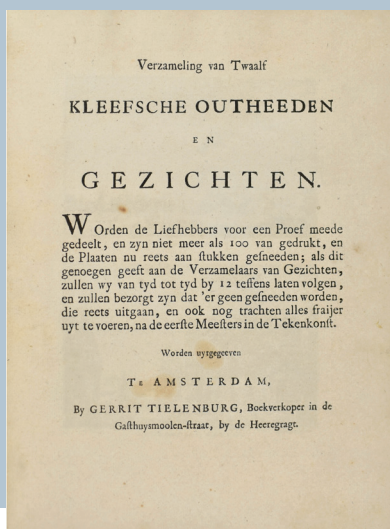 Verzameling van Twaalf
KLEEFSCHE OUTHEEDEN
EN
GEZICHTEN.
WOrden de Liefhebbers voor een Proef meede
gedeelt, en zyn niet meer als 100 van gedrukt, en
de Plaaten nu reets aan ſtukken geſneeden; als dit
genoegen geeft aan de Verzamelaars van Gezichten,
zullen wy van tyd tot tyd by 12 teffens laten volgen,
en zullen bezorgt zyn dat 'er geen geſneeden worden,
die reets uitgaan, en ook nog trachten alles fraijer
uyt te voeren, na de eerſte Meeſters in de Tekenkonſt.
Worden uytgegeven
Te AMSTERDAM,
By GERRIT TIELENBURG, Boekverkoper in de
Gaſthuysmoolen-ſtraat, by de Heeregragt.